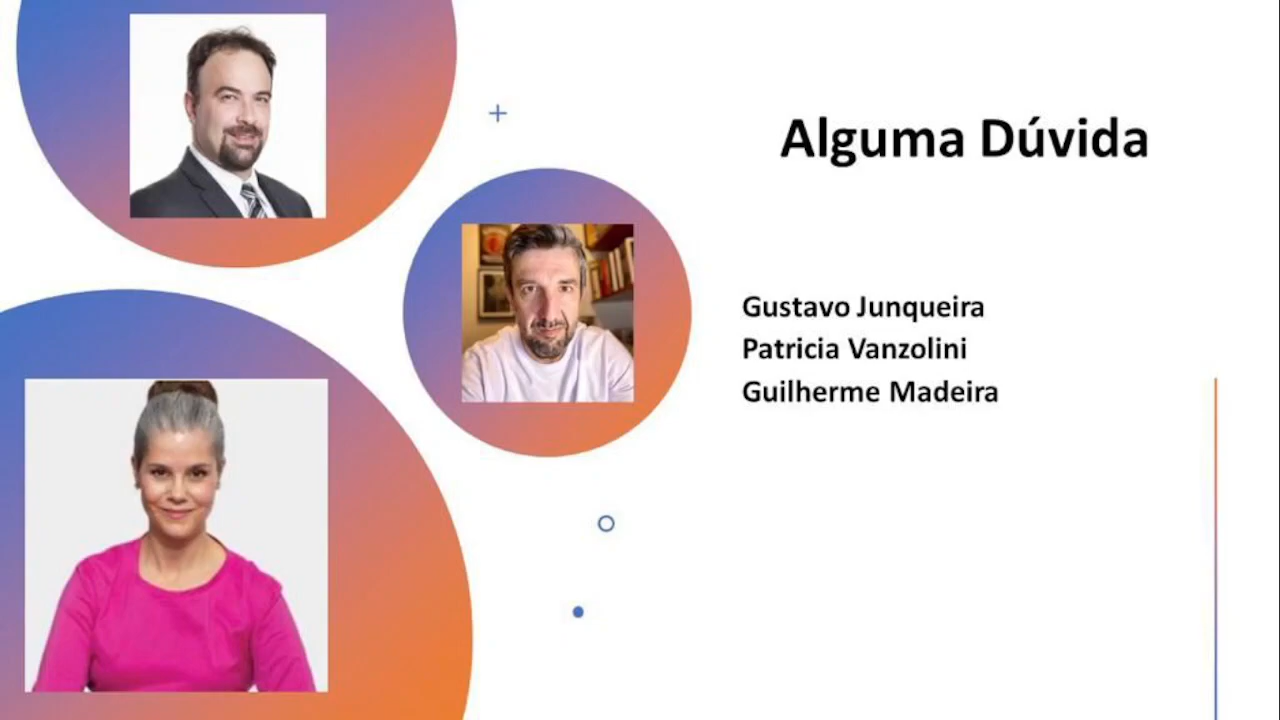 Alguma Dúvida
Gustavo Junqueira
Patricia Vanzolini
Guilherme Madeira